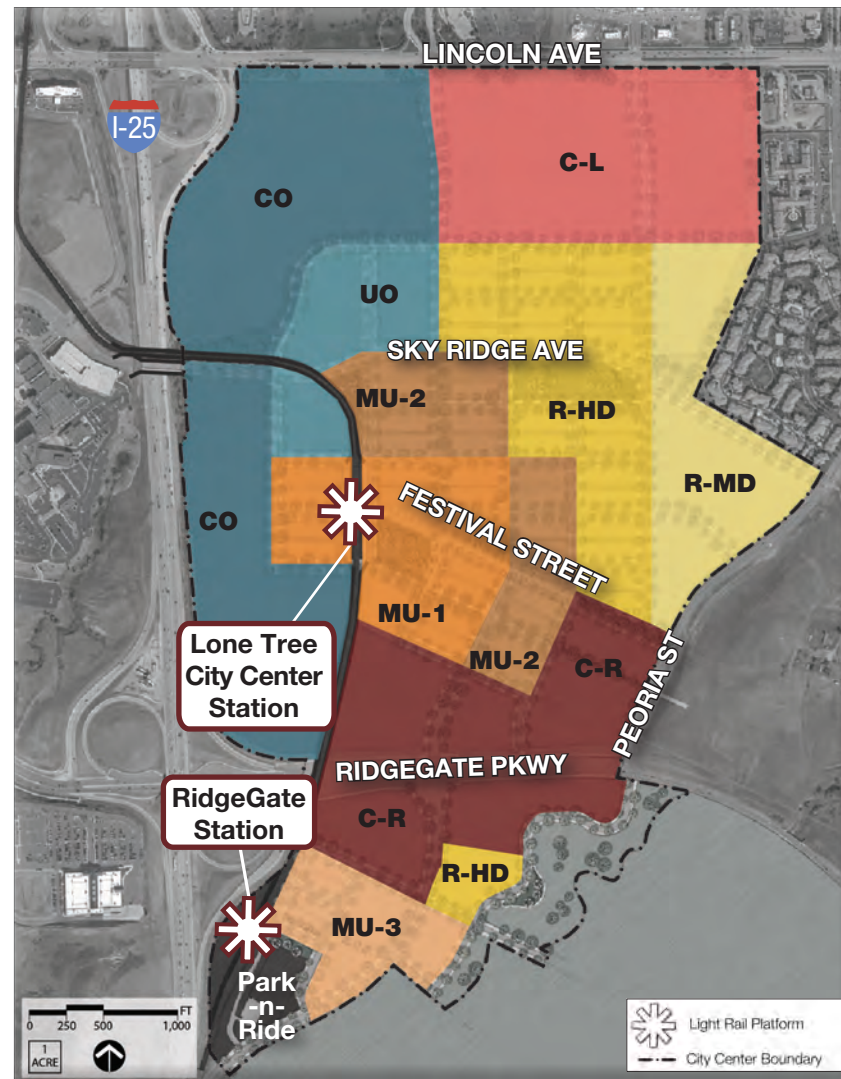 LINCOLN AVE
I-25
C-L
CO
UO
SKY RIDGE AVE
MU-2
R-HD
R-MD
FESTIVAL STREET
CO
MU-1
Lone Tree
City Center
Station
MU-2
C-R
PEORIA ST
RIDGEGATE PKWY
RidgeGate
Station
C-R
R-HD
MU-3
Park
-n-
Ride
FT
0 250 500 1,000
1
ACRE
Light Rail Platform
City Center Boundary